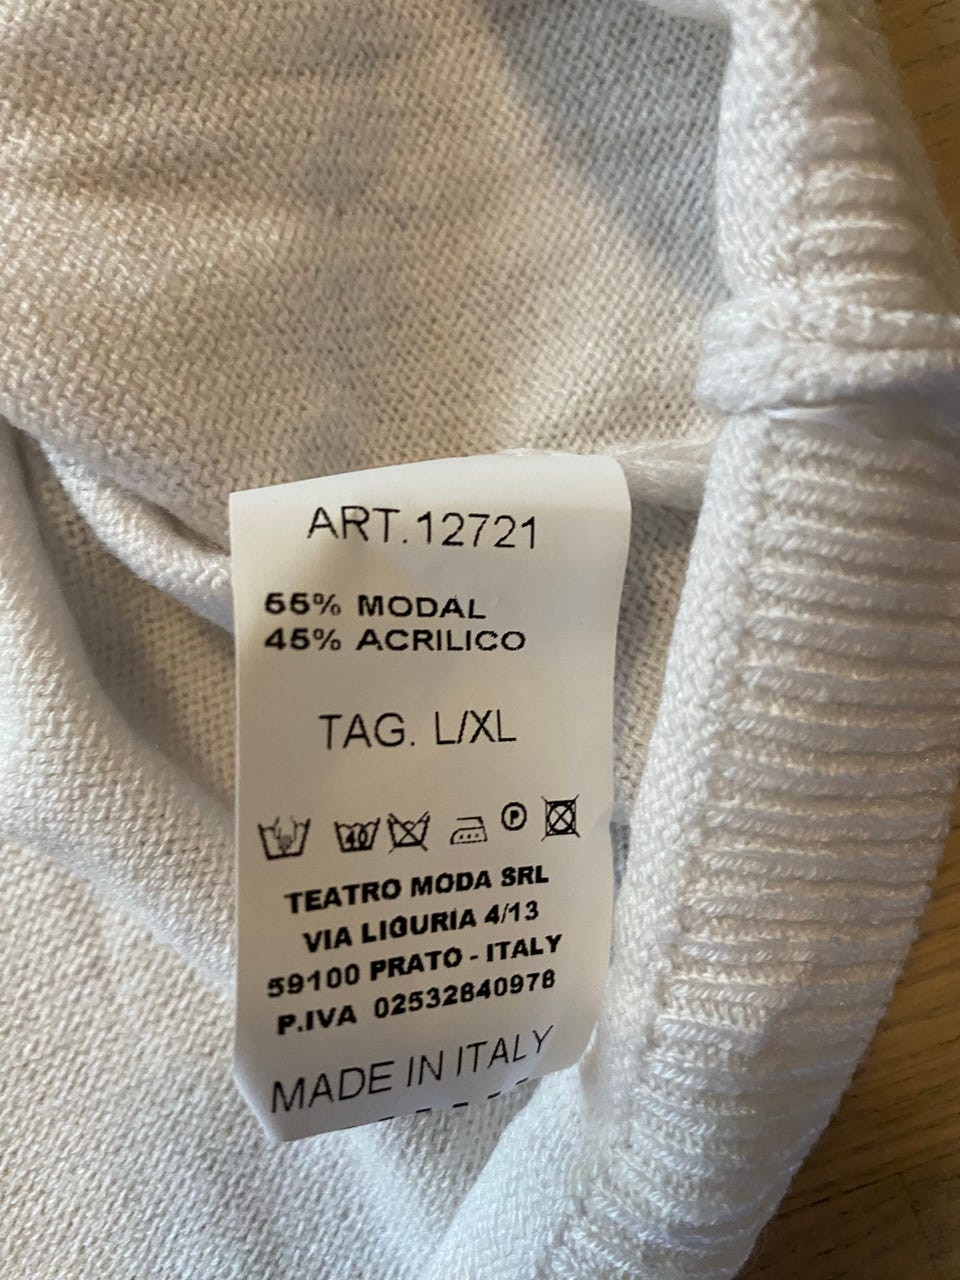 ART.12721
55% MODAL
45% ACRILICO
TAG. L/XL
40 P
TEATRO MODA SRL
VIA LIGURIA 4/13
59100 PRATO - ITALY
P.IVA 02532840978
MADE IN ITALY